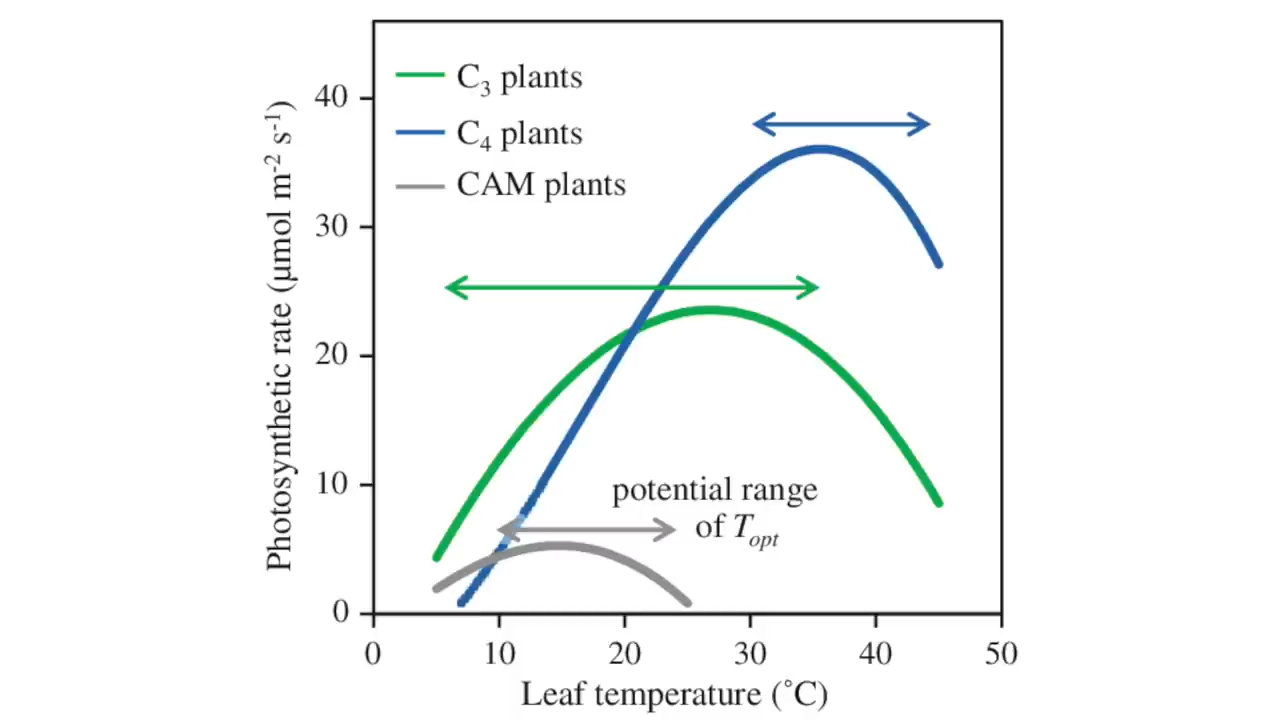 C₃ plants
C₄ plants
CAM plants
Photosynthetic rate (μmol m⁻² s⁻¹)
40
30
20
10
0
potential range
of Tₒₚₜ
0 10 20 30 40 50
Leaf temperature (˚C)